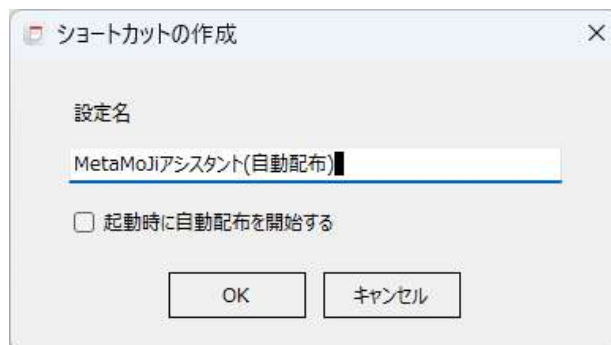 ショートカットの作成
設定名
MetaMoJiアシスタント(自動配布)
起動時に自動配布を開始する
OK
キャンセル